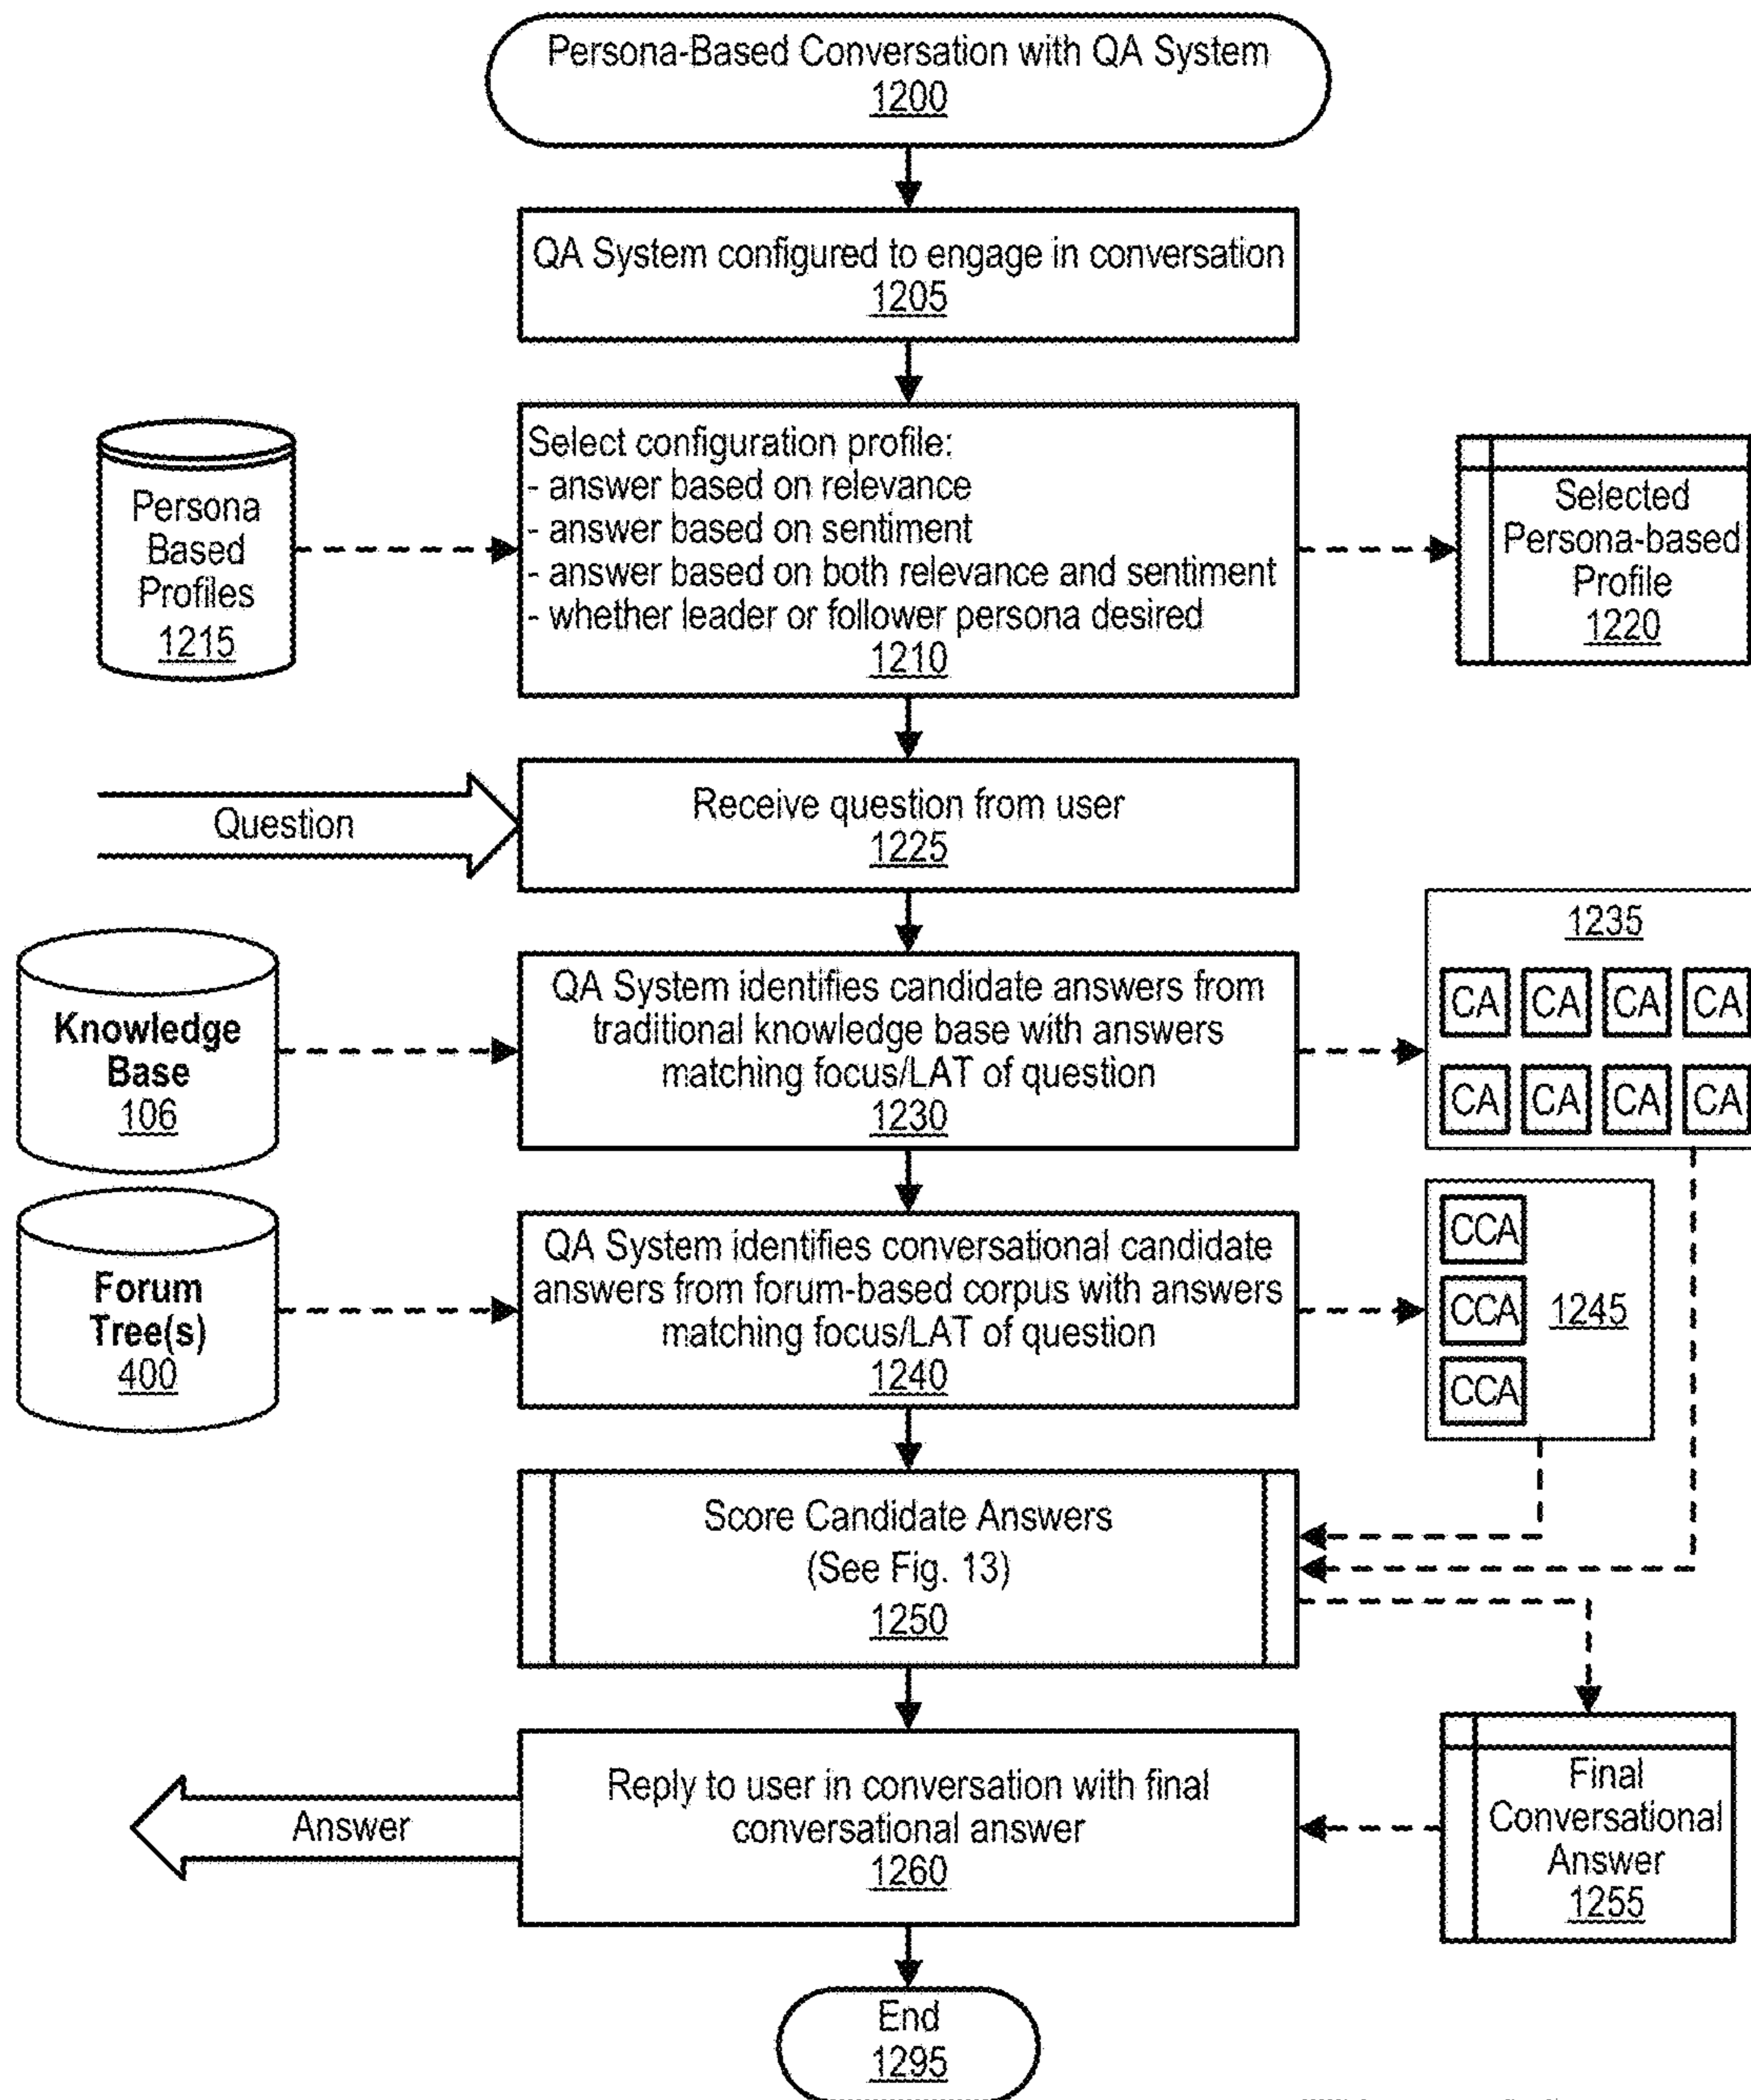 Persona-Based Conversation with QA System
1200
QA System configured to engage in conversation
1205
Persona
Based
Profiles
1215
Select configuration profile:
- answer based on relevance
- answer based on sentiment
- answer based on both relevance and sentiment
- whether leader or follower persona desired
1210
Selected
Persona-based
Profile
1220
Question
Receive question from user
1225
Knowledge
Base
106
QA System identifies candidate answers from
traditional knowledge base with answers
matching focus/LAT of question
1230
1235
CA CA CA CA
CA CA CA CA
Forum
Tree(s)
400
QA System identifies conversational candidate
answers from forum-based corpus with answers
matching focus/LAT of question
1240
CCA
CCA 1245
CCA
Score Candidate Answers
(See Fig. 13)
1250
Answer
Reply to user in conversation with final
conversational answer
1260
Final
Conversational
Answer
1255
End
1295